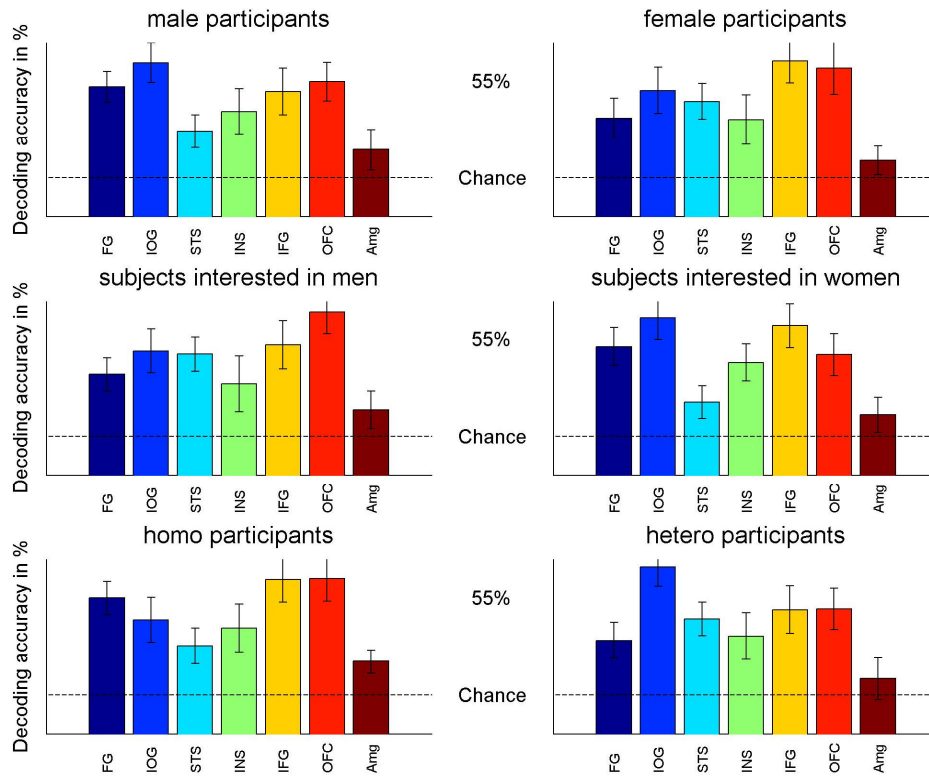 male participants
female participants
Decoding accuracy in %
55%
Chance
FG IOG STS INS IFG OFC Amg
FG IOG STS INS IFG OFC Amg
subjects interested in men
subjects interested in women
Decoding accuracy in %
55%
Chance
FG IOG STS INS IFG OFC Amg
FG IOG STS INS IFG OFC Amg
homo participants
hetero participants
Decoding accuracy in %
55%
Chance
FG IOG STS INS IFG OFC Amg
FG IOG STS INS IFG OFC Amg